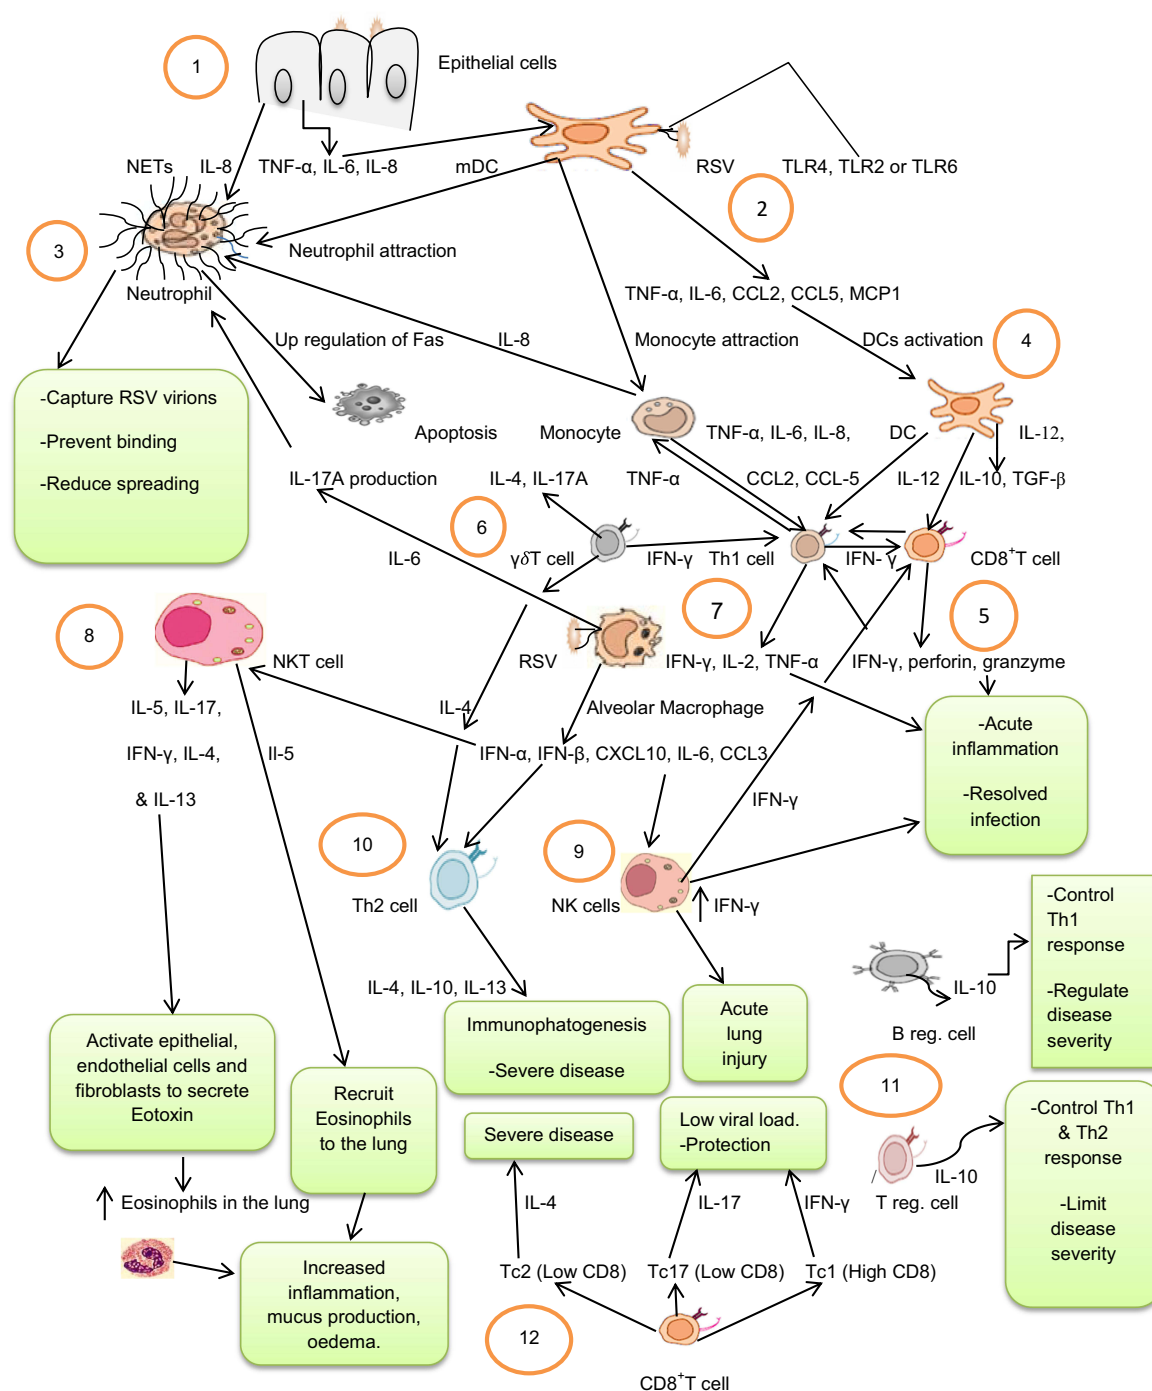 1
Epithelial cells
NETs
IL-8
TNF-α, IL-6, IL-8
mDC
RSV
TLR4, TLR2 or TLR6
2
3
Neutrophil attraction
Neutrophil
TNF-α, IL-6, CCL2, CCL5, MCP1
Up regulation of Fas
IL-8
Monocyte attraction
DCs activation
4
-Capture RSV virions
-Prevent binding
-Reduce spreading
Apoptosis
Monocyte
TNF-α, IL-6, IL-8,
DC
IL-12,
IL-17A production
IL-4, IL-17A
TNF-α
CCL2, CCL-5
IL-12
IL-10, TGF-β
6
IL-6
γδT cell
IFN-γ
Th1 cell
IFN- γ
CD8⁺T cell
8
7
5
NKT cell
RSV
IFN-γ, IL-2, TNF-α
IFN-γ, perforin, granzyme
IL-5, IL-17,
IL-4
Alveolar Macrophage
-Acute
inflammation
-Resolved
infection
IFN-γ, IL-4,
Il-5
IFN-α, IFN-β, CXCL10, IL-6, CCL3
& IL-13
IFN-γ
10
9
Th2 cell
NK cells
IFN-γ
-Control
Th1
response
-Regulate
disease
severity
IL-4, IL-10, IL-13
IL-10
B reg. cell
Immunophatogenesis
-Severe disease
Acute
lung
injury
Activate epithelial,
endothelial cells and
fibroblasts to secrete
Eotoxin
Recruit
Eosinophils
to the lung
11
Severe disease
Low viral load.
-Protection
-Control Th1
& Th2
response
-Limit
disease
severity
IL-10
T reg. cell
Eosinophils in the lung
IL-4
IL-17
IFN-γ
Increased
inflammation,
mucus production,
oedema.
Tc2 (Low CD8)
Tc17 (Low CD8)
Tc1 (High CD8)
12
CD8⁺T cell